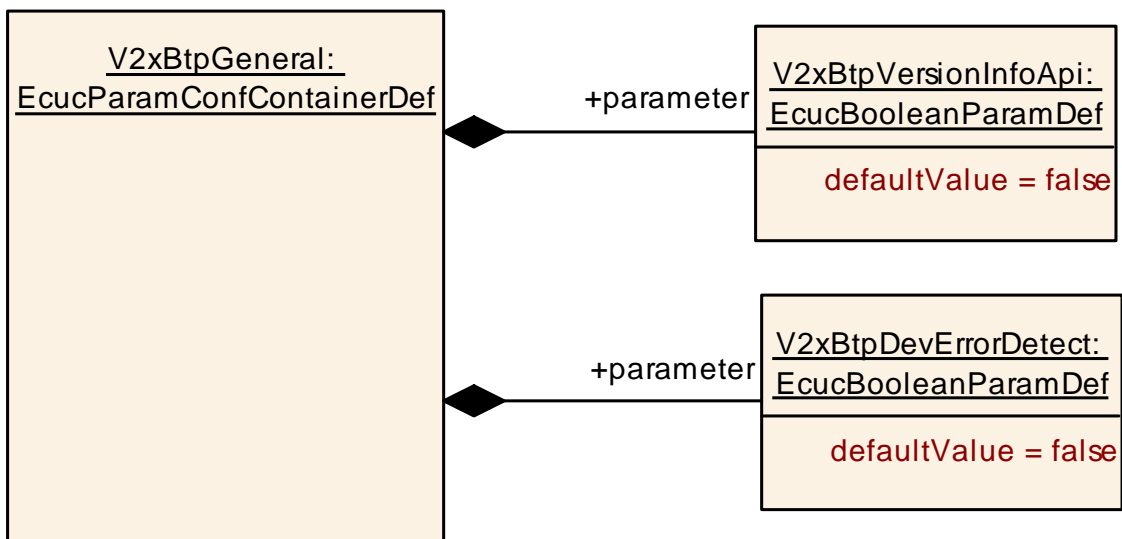 V2xBtpGeneral:
EcucParamConfContainerDef
+parameter
V2xBtpVersionInfoApi:
EcucBooleanParamDef
defaultValue = false
+parameter
V2xBtpDevErrorDetect:
EcucBooleanParamDef
defaultValue = false